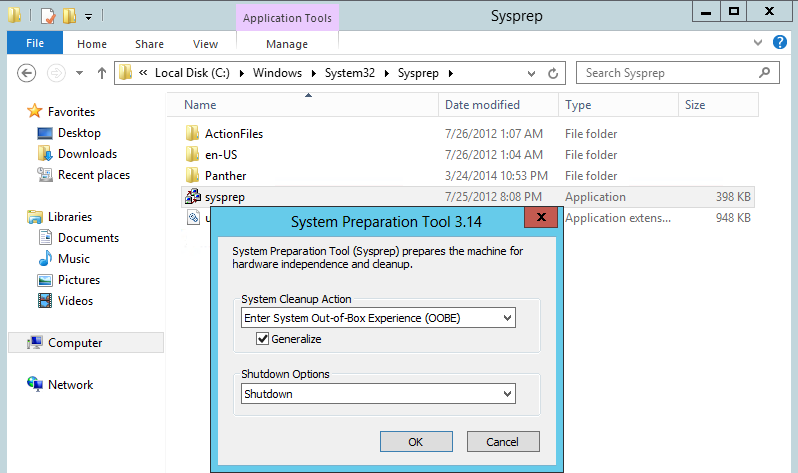 Application Tools
Sysprep
File
Home
Share
View
Manage
Local Disk (C:)
Windows
System32
Sysprep
Search Sysprep
Name
Date modified
Type
Size
Favorites
Desktop
Downloads
Recent places
Libraries
Documents
Music
Pictures
Videos
Computer
Network
ActionFiles 7/26/2012 1:07 AM File folder
en-US 7/26/2012 1:04 AM File folder
Panther 3/24/2014 10:53 PM File folder
sysprep 7/25/2012 8:08 PM Application 398 KB
Application extens... 948 KB
System Preparation Tool 3.14
System Preparation Tool (Sysprep) prepares the machine for
hardware independence and cleanup.
System Cleanup Action
Enter System Out-of-Box Experience (OOBE)
Generalize
Shutdown Options
Shutdown
OK
Cancel